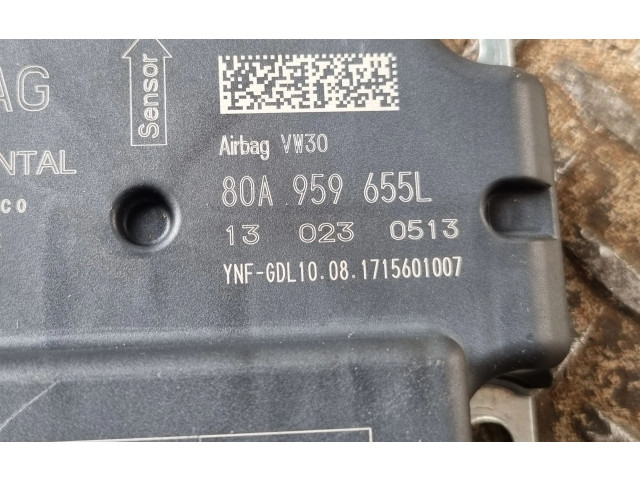 AG
Sensor
NTAL
co
Airbag VW30
80A 959 655L
13 023 0513
YNF-GDL10.08.1715601007